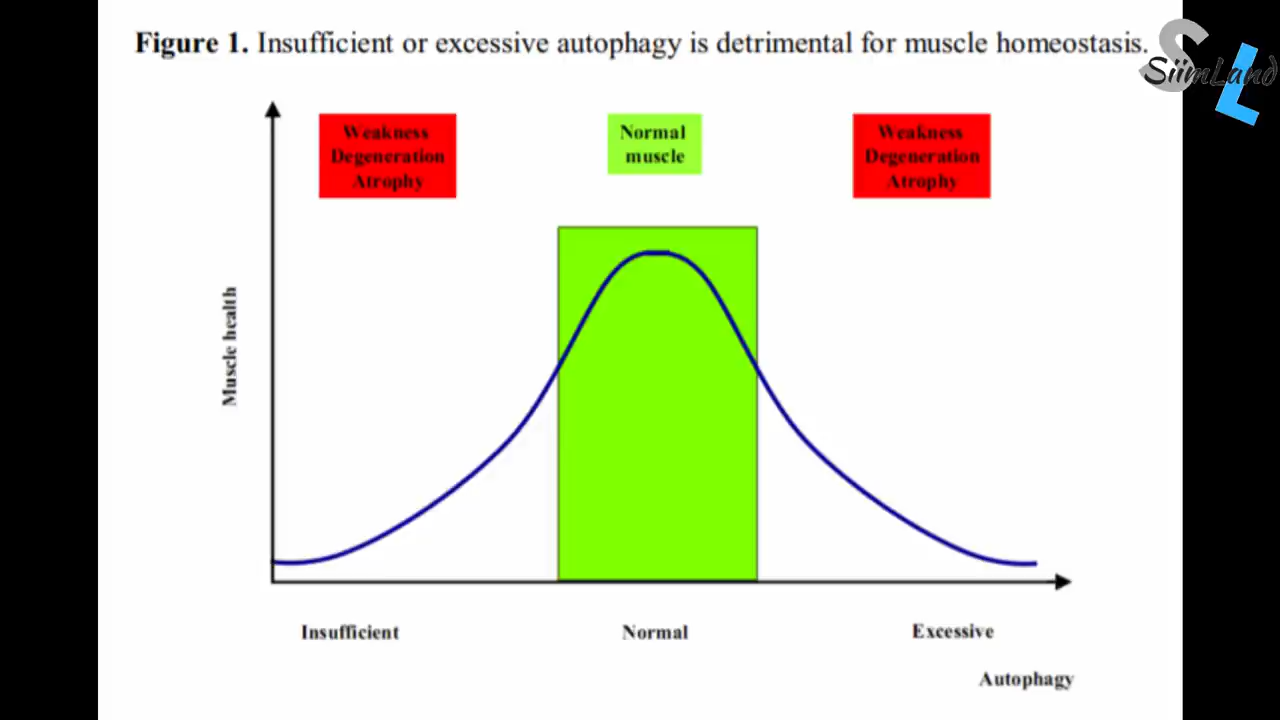 Figure 1. Insufficient or excessive autophagy is detrimental for muscle homeostasis.
SL
SiimLand
Weakness
Degeneration
Atrophy
Normal
muscle
Weakness
Degeneration
Atrophy
Muscle health
Insufficient
Normal
Excessive
Autophagy